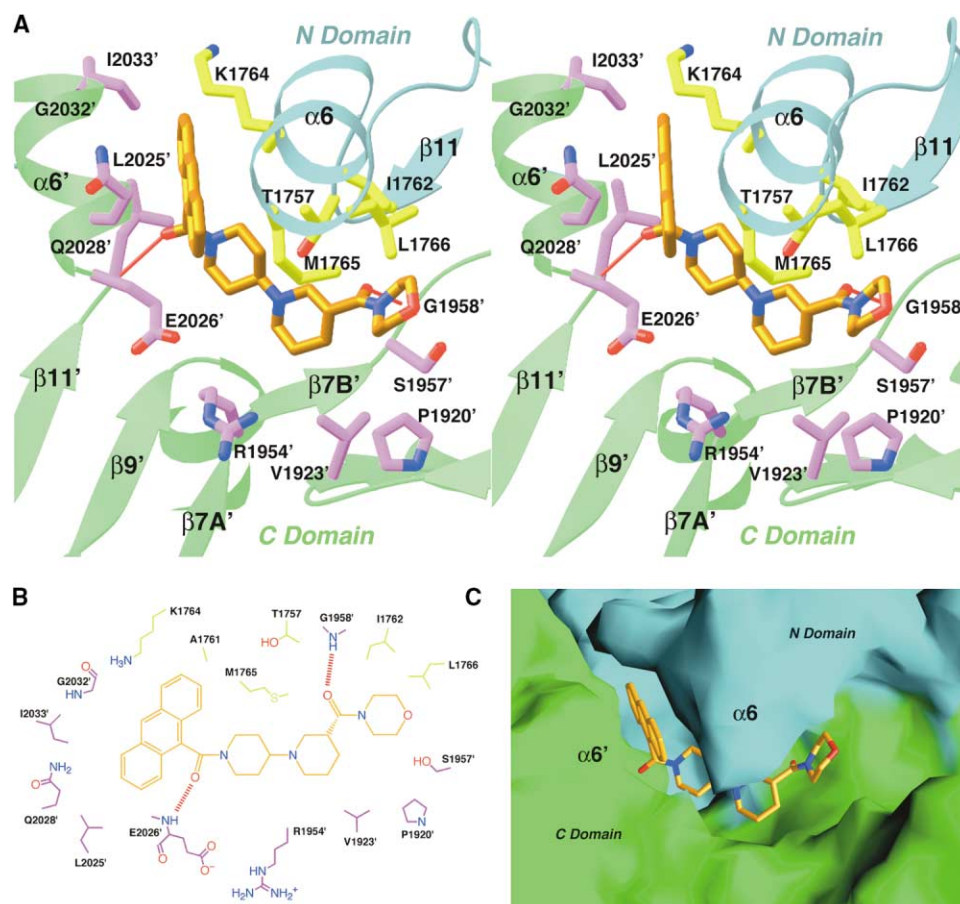 A
N Domain
I2033’
K1764
G2032’
α6
β11
L2025’
α6’
T1757
I1762
Q2028’
L1766
M1765
G1958’
E2026’
β11’
β7B’
S1957’
P1920’
R1954’
β9’
V1923’
β7A’
C Domain
N Domain
I2033’
K1764
G2032’
α6
β11
L2025’
α6’
T1757
I1762
Q2028’
L1766
M1765
G1958
E2026’
β11’
β7B’
S1957’
P1920’
R1954’
β9’
V1923’
β7A’
C Domain
B
K1764
T1757
G1958'
I1762
A1761
HO
NH
H3N
G2032'
M1765
L1766
O
NH
S
I2033'
O
N
O
HO
S1957'
NH2
O
N
N
O
O
Q2028'
NH
E2026'
R1954'
V1923'
N
P1920'
L2025'
O
O
O-
HN
H2N
NH2+
C
N Domain
α6
α6’
C Domain